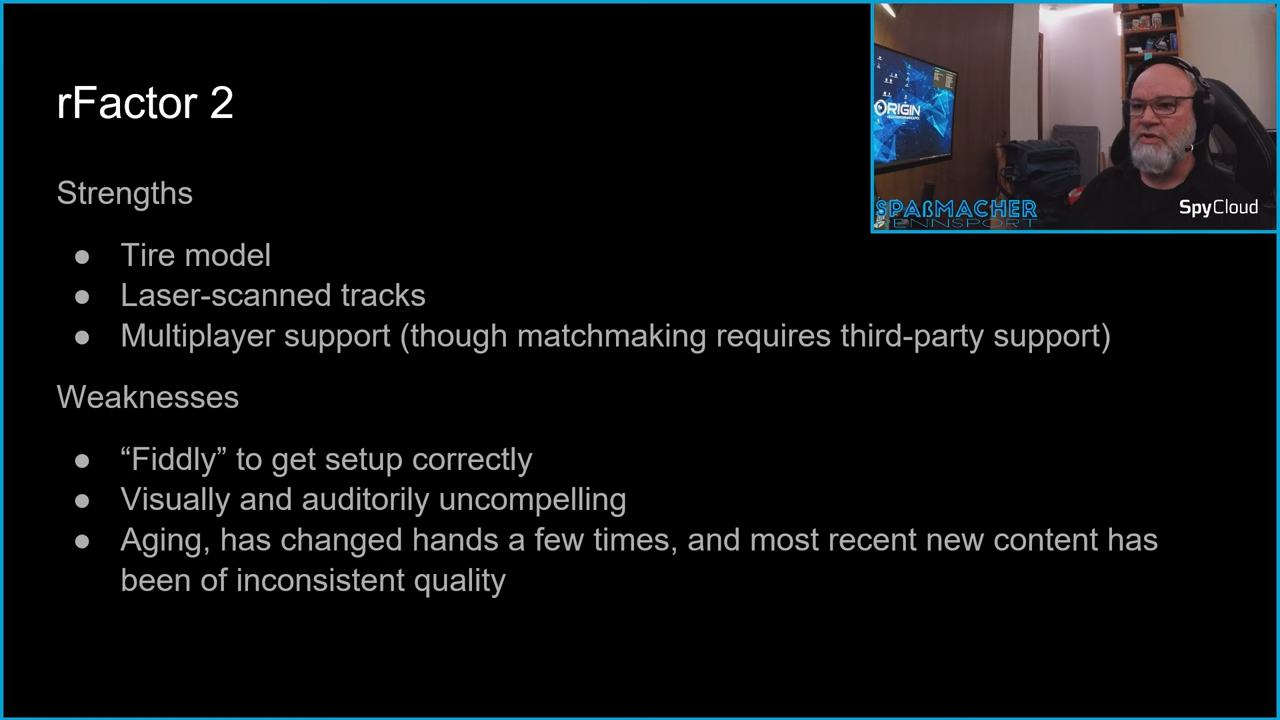 rFactor 2
Strengths
● Tire model
● Laser-scanned tracks
● Multiplayer support (though matchmaking requires third-party support)
Weaknesses
● “Fiddly” to get setup correctly
● Visually and auditorily uncompelling
● Aging, has changed hands a few times, and most recent new content has
been of inconsistent quality
ORIGIN
SPAßMACHER
RENNSPORT
SpyCloud